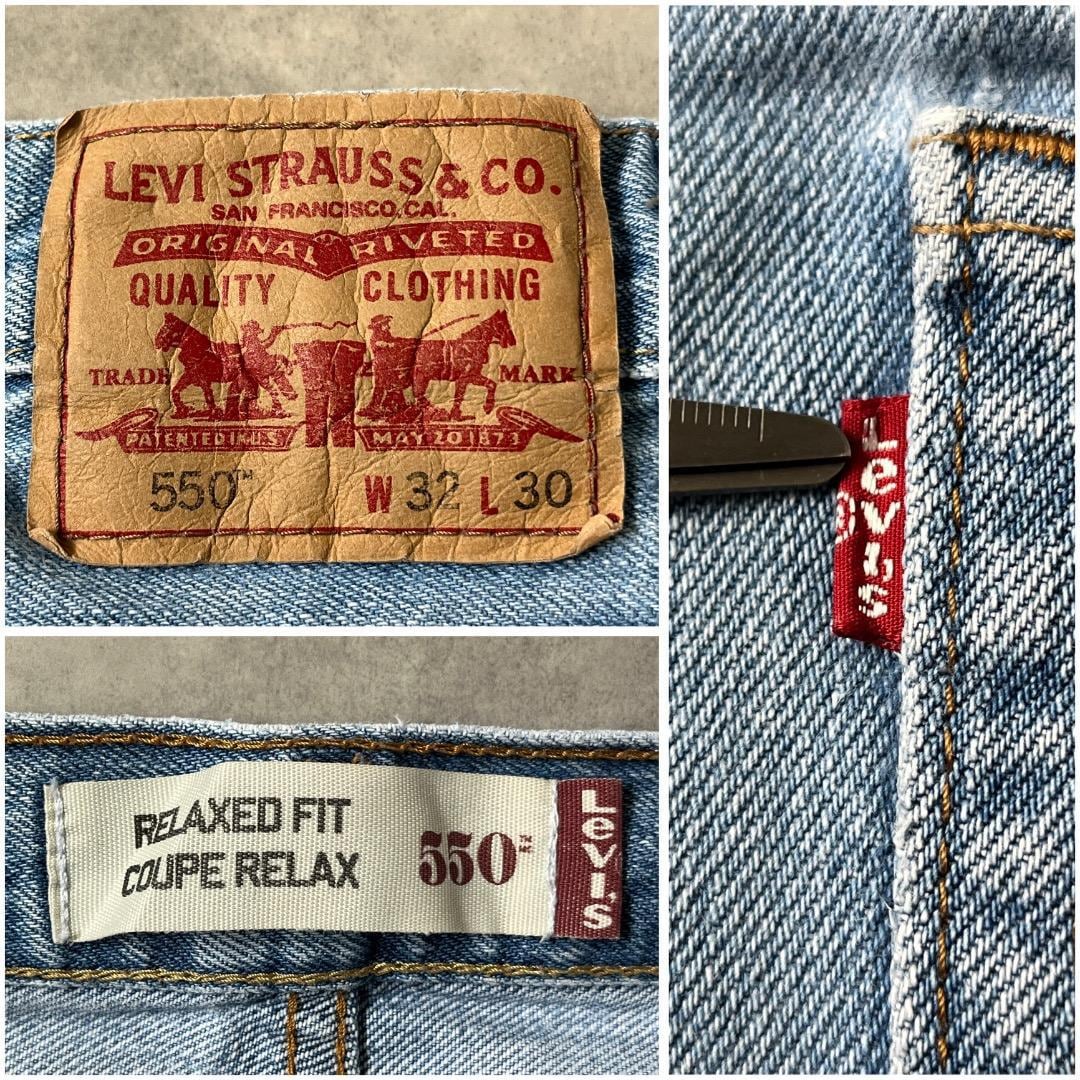 LEVI STRAUSS & CO.
SAN FRANCISCO, CAL.
ORIGINAL RIVETED
QUALITY CLOTHING
TRADE MARK
PATENTED IN U.S. MAY 20 1873
550™ W 32 L 30
RELAXED FIT
COUPE RELAX
550™
Levi's
Levi's
®